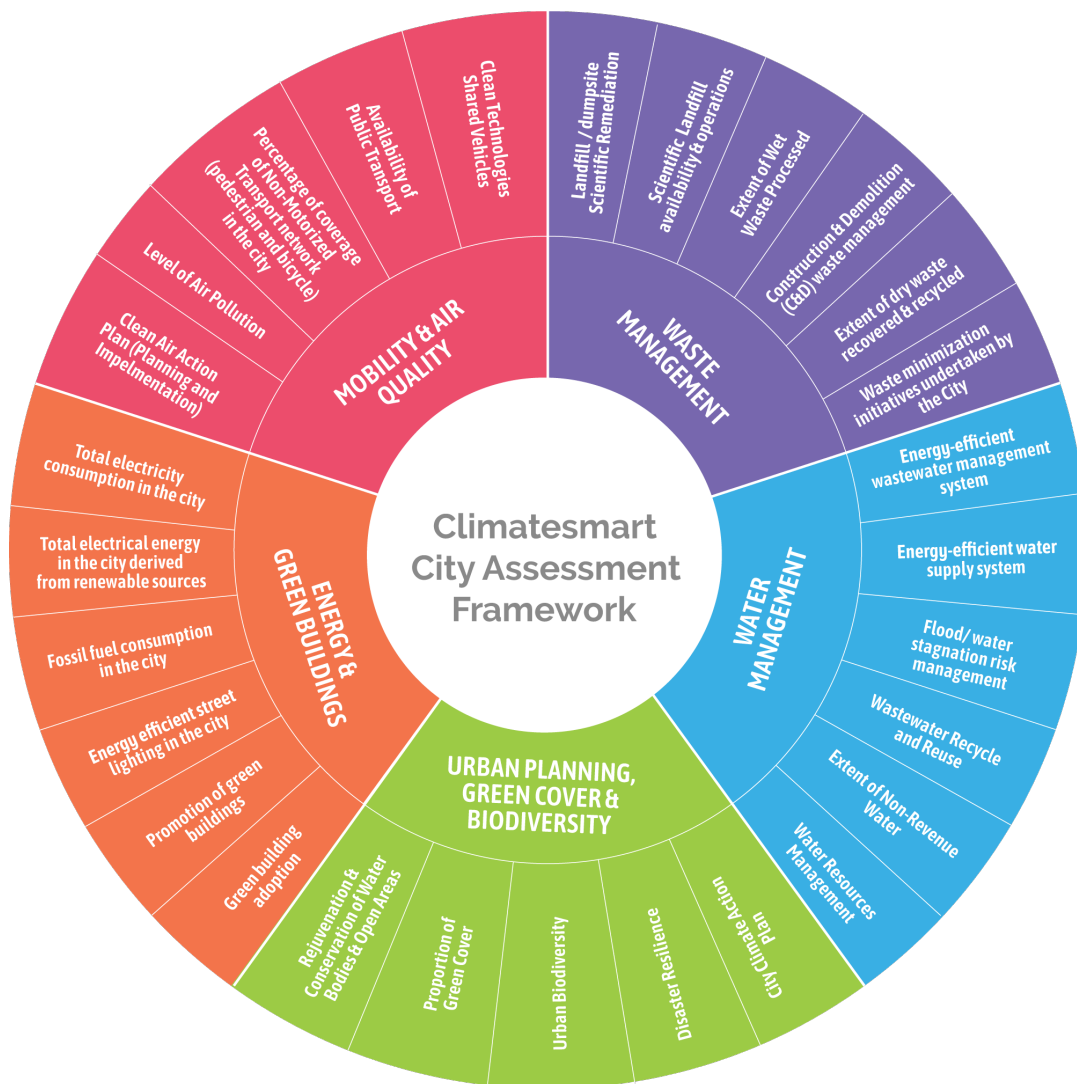 Climatesmart
City Assessment
Framework
WASTE
MANAGEMENT
Landfill / dumpsite
Scientific Remediation
Scientific Landfill
availability & operations
Extent of Wet
Waste Processed
Construction & Demolition
(C&D) waste management
Extent of dry waste
recovered & recycled
Waste minimization
initiatives undertaken by
the City
WATER
MANAGEMENT
Energy-efficient
wastewater management
system
Energy-efficient water
supply system
Flood/ water
stagnation risk
management
Wastewater Recycle
and Reuse
Extent of Non-Revenue
Water
Water Resources
Management
URBAN PLANNING,
GREEN COVER &
BIODIVERSITY
City Climate Action
Plan
Disaster Resilience
Urban Biodiversity
Proportion of
Green Cover
Rejuvenation &
Conservation of Water
Bodies & Open Areas
ENERGY &
GREEN BUILDINGS
Green building
adoption
Promotion of green
buildings
Energy efficient street
lighting in the city
Fossil fuel consumption
in the city
Total electrical energy
in the city derived
from renewable sources
Total electricity
consumption in the city
MOBILITY & AIR
QUALITY
Clean Air Action
Plan (Planning and
Impelmentation)
Level of Air Pollution
Percentage of coverage
of Non-Motorized
Transport network
(pedestrian and bicycle)
in the city
Availability of
Public Transport
Clean Technologies
Shared Vehicles